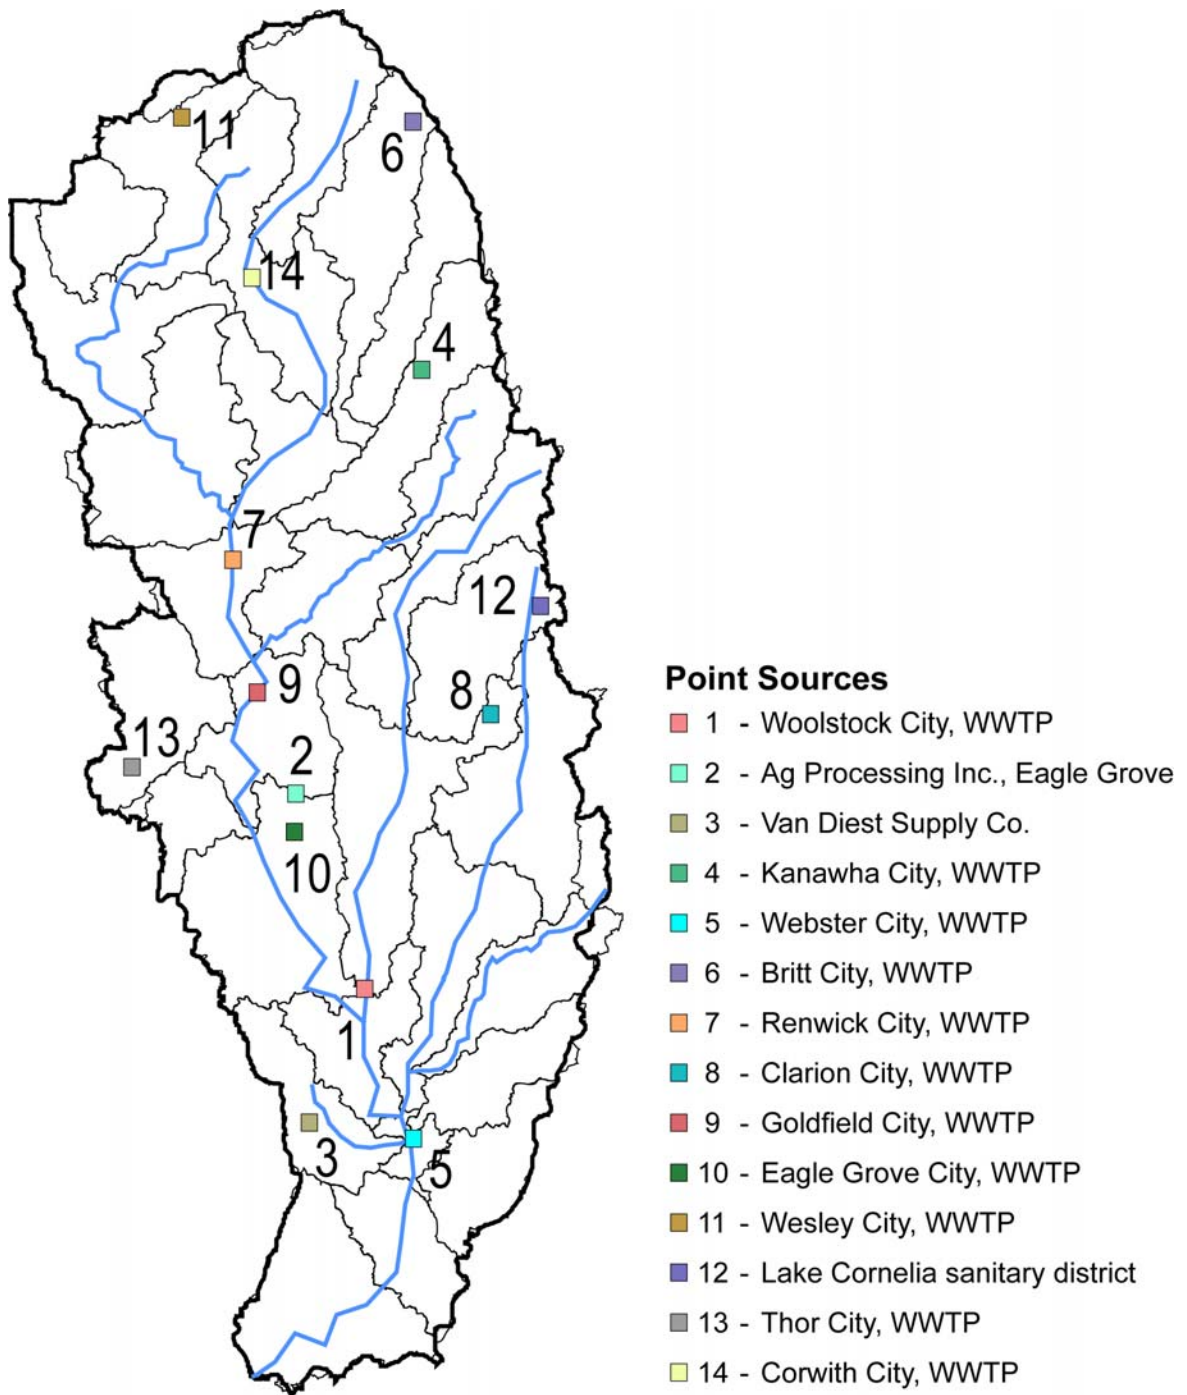 11
6
14
4
7
12
9
8
13
2
10
1
3
5
Point Sources
1 - Woolstock City, WWTP
2 - Ag Processing Inc., Eagle Grove
3 - Van Diest Supply Co.
4 - Kanawha City, WWTP
5 - Webster City, WWTP
6 - Britt City, WWTP
7 - Renwick City, WWTP
8 - Clarion City, WWTP
9 - Goldfield City, WWTP
10 - Eagle Grove City, WWTP
11 - Wesley City, WWTP
12 - Lake Cornelia sanitary district
13 - Thor City, WWTP
14 - Corwith City, WWTP